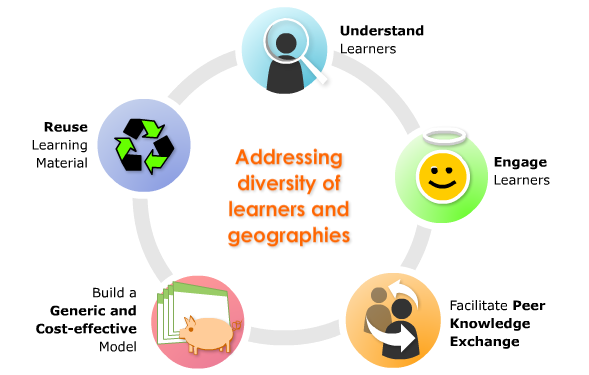 Understand
Learners
Engage
Learners
Facilitate Peer
Knowledge
Exchange
Build a
Generic and
Cost-effective
Model
Reuse
Learning
Material
Addressing
diversity of
learners and
geographies